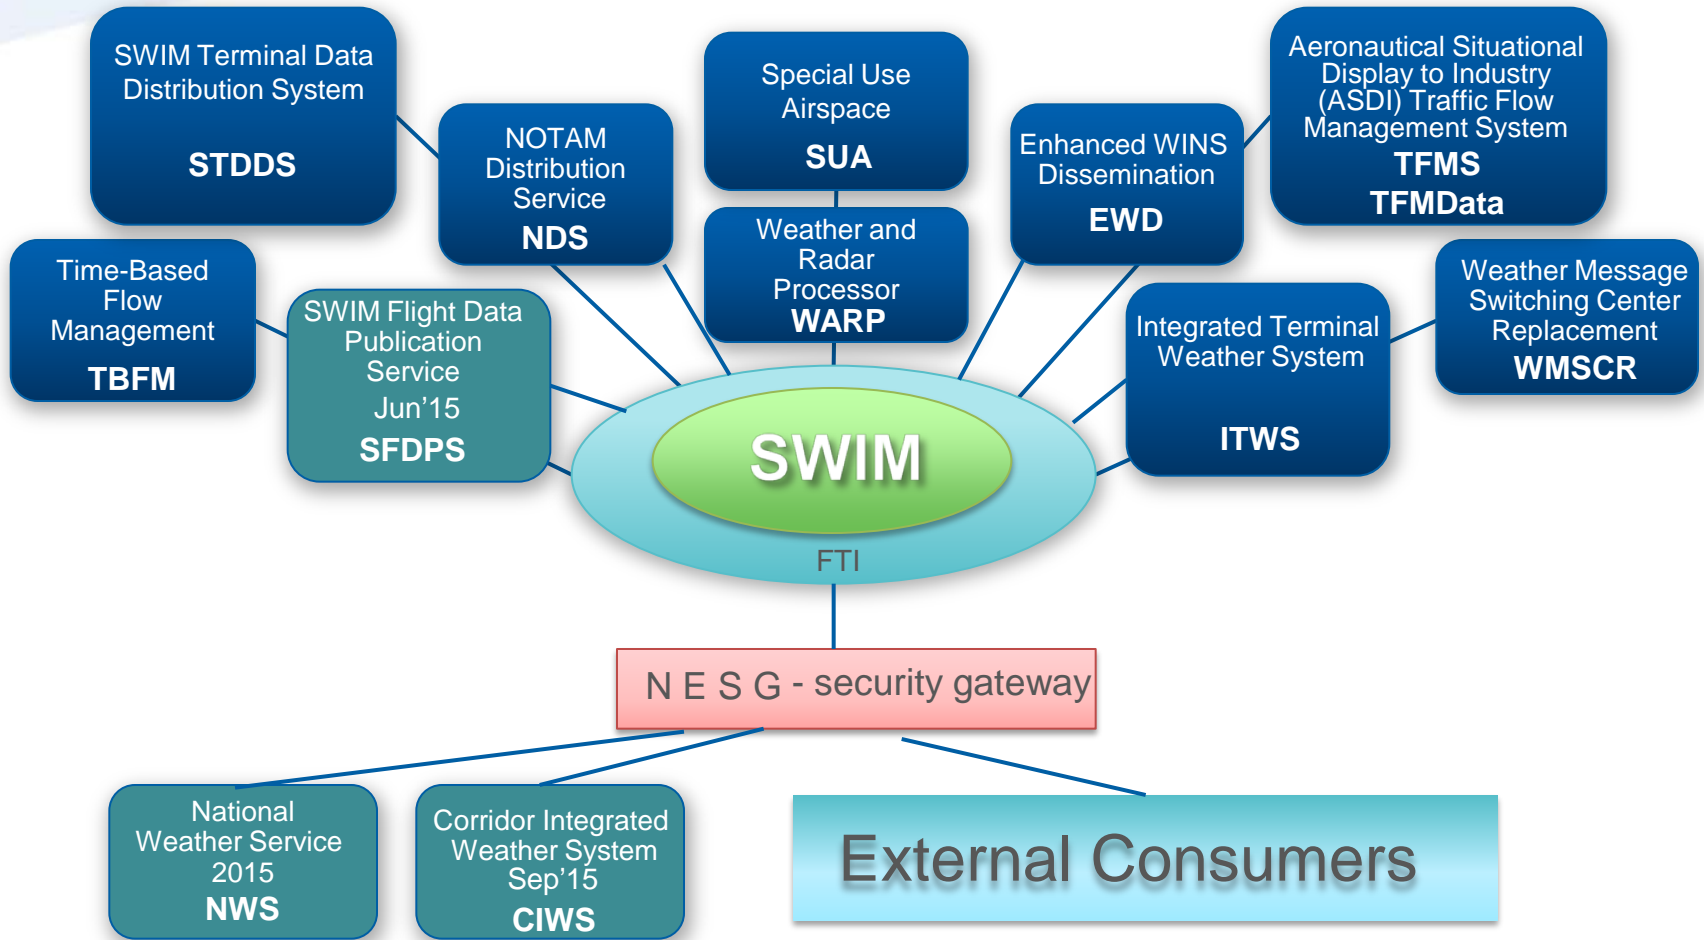 SWIM Terminal Data
Distribution System
STDDS
NOTAM
Distribution
Service
NDS
Special Use
Airspace
SUA
Enhanced WINS
Dissemination
EWD
Aeronautical Situational
Display to Industry
(ASDI) Traffic Flow
Management System
TFMS
TFMData
Time-Based
Flow
Management
TBFM
SWIM Flight Data
Publication
Service
Jun’15
SFDPS
Weather and
Radar
Processor
WARP
Integrated Terminal
Weather System
ITWS
Weather Message
Switching Center
Replacement
WMSCR
SWIM
FTI
N E S G - security gateway
National
Weather Service
2015
NWS
Corridor Integrated
Weather System
Sep’15
CIWS
External Consumers